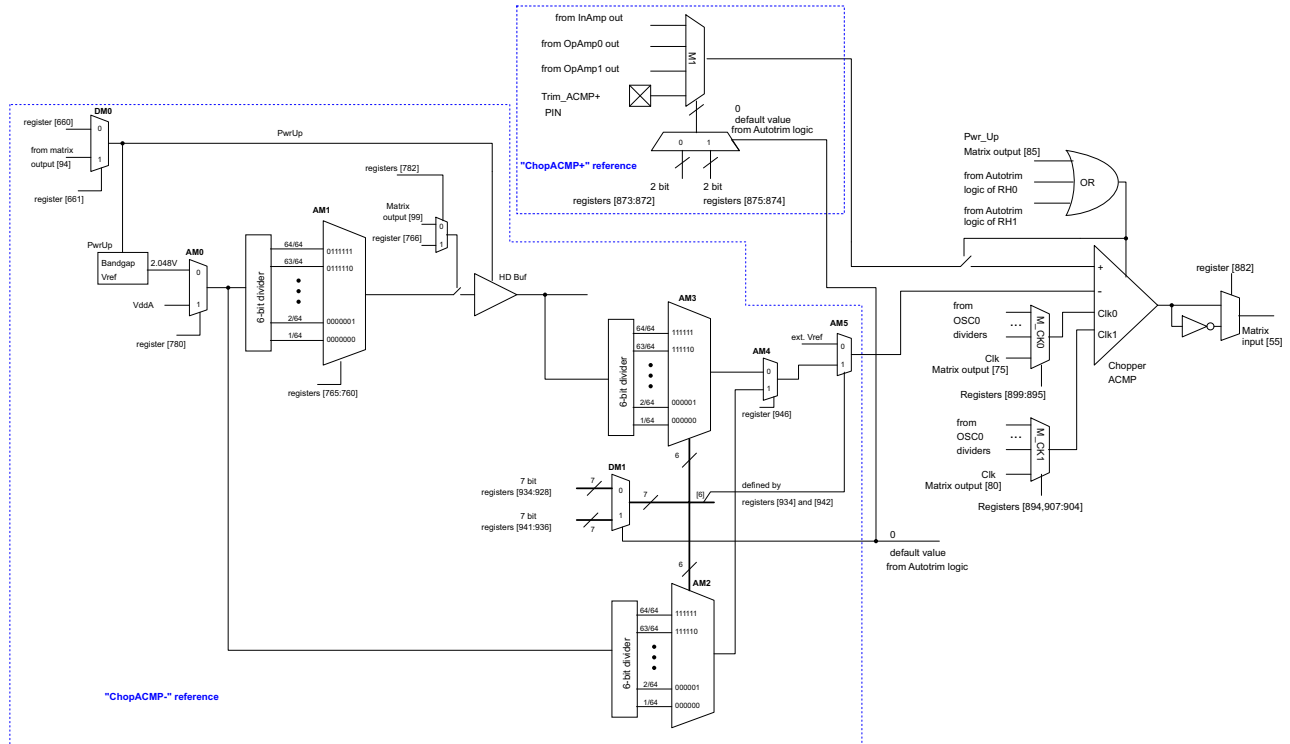 from InAmp out
from OpAmp0 out
from OpAmp1 out
Trim_ACMP+
PIN
M1
0
default value
from Autotrim logic
0 1
"ChopACMP+" reference
2 bit
registers [873:872]
2 bit
registers [875:874]
DM0
register [660]
0
from matrix
output [94]
1
register [661]
PwrUp
registers [782]
Matrix
output [99]
0
register [766]
1
Pwr_Up
Matrix output [85]
from Autotrim
logic of RH0
from Autotrim
logic of RH1
OR
PwrUp
Bandgap
Vref
2.048V
AM0
0
VddA
1
register [780]
AM1
6-bit divider
64/64
0111111
63/64
0111110
2/64
0000001
1/64
0000000
registers [765:760]
HD Buf
AM3
6-bit divider
64/64
111111
63/64
111110
2/64
000001
1/64
000000
6
AM4
0
1
register [946]
AM5
ext. Vref
0
1
+
-
Clk0
Clk1
Chopper
ACMP
register [882]
Matrix
input [55]
from
OSC0
dividers
...
Clk
Matrix output [75]
M_CK0
Registers [899:895]
from
OSC0
dividers
...
Clk
Matrix output [80]
M_CK1
Registers [894,907:904]
DM1
7 bit
registers [934:928]
7
0
7 bit
registers [941:936]
7
1
7
[6]
defined by
registers [934] and [942]
0
default value
from Autotrim logic
6
AM2
6-bit divider
64/64
111111
63/64
111110
2/64
000001
1/64
000000
"ChopACMP-" reference